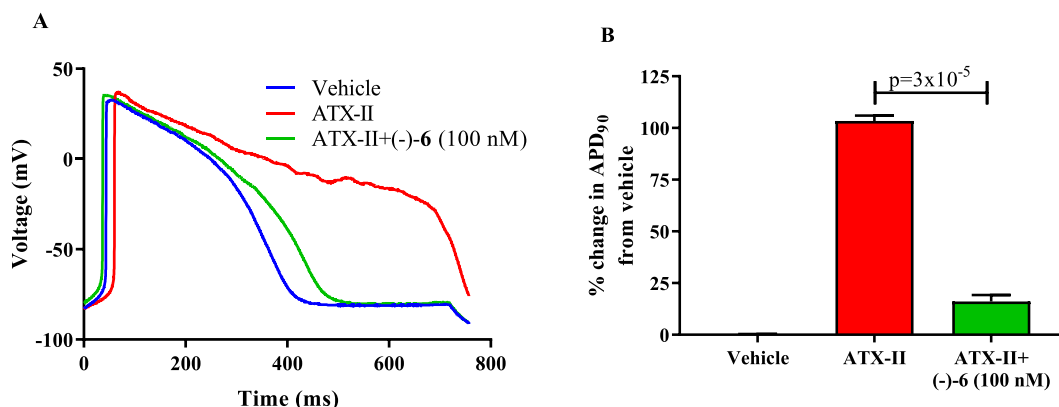 A
Voltage (mV)
50
0
-50
-100
0
200
400
600
800
Time (ms)
Vehicle
ATX-II
ATX-II+(-)-6 (100 nM)
B
% change in APD90
from vehicle
125
100
75
50
25
0
p=3x10-5
Vehicle
ATX-II
ATX-II+
(-)-6 (100 nM)